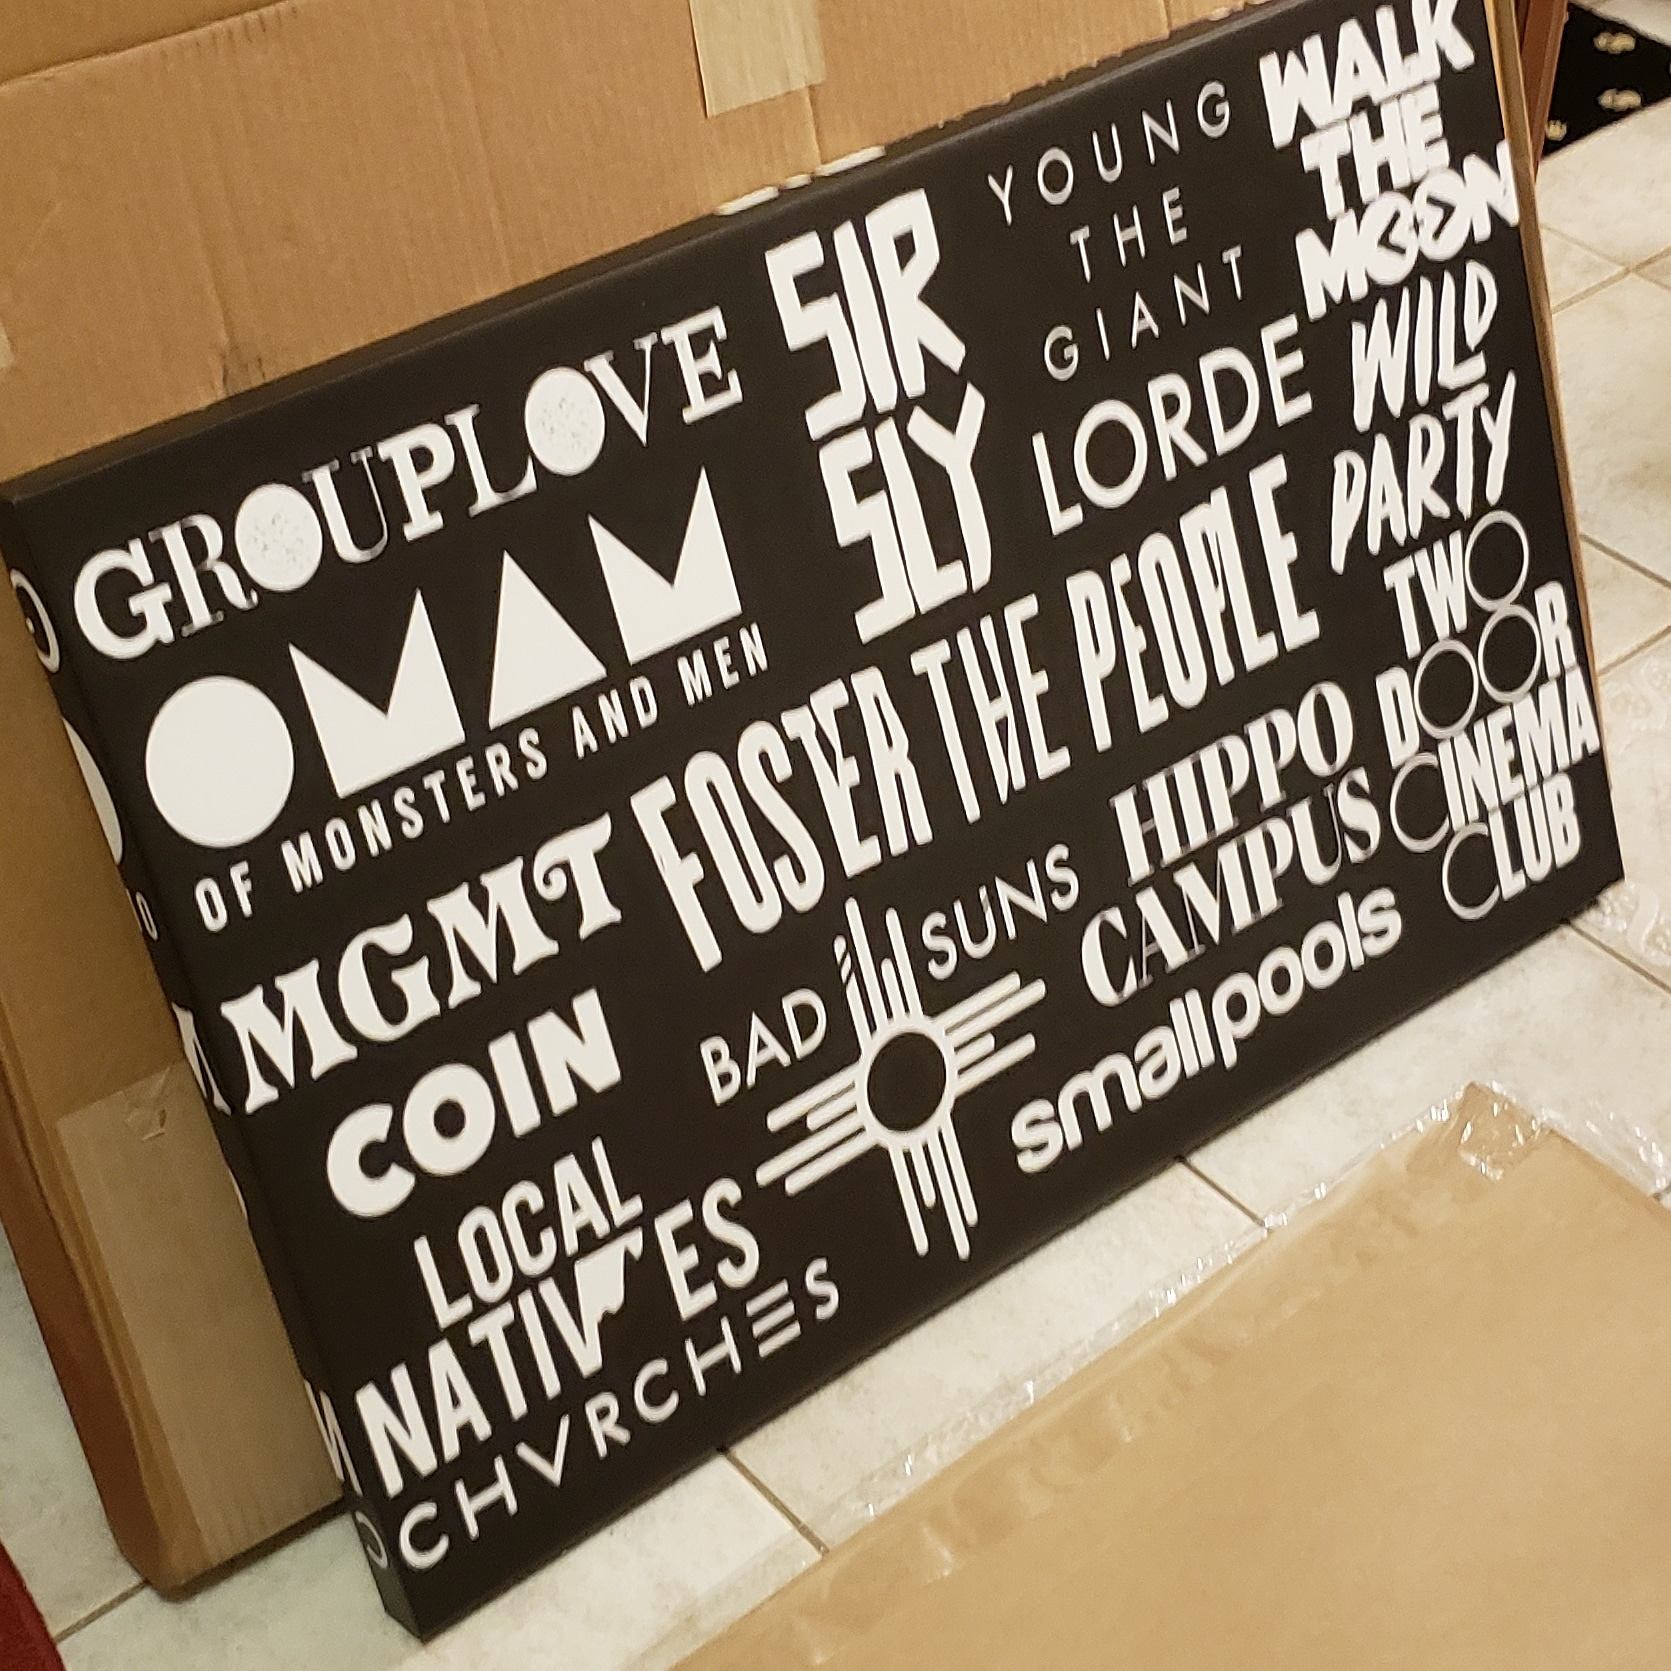 GROUPLOVE
OMAM
OF MONSTERS AND MEN
MGMT
COIN
LOCAL
NATIVES
CHVRCHES
SIR
SLY
YOUNG
THE
GIANT
LORDE
FOSTER THE PEOPLE
BAD SUNS
HIPPO
CAMPUS
smallpools
WALK
THE
MOON
WILD
PARTY
TWO
DOOR
CINEMA
CLUB